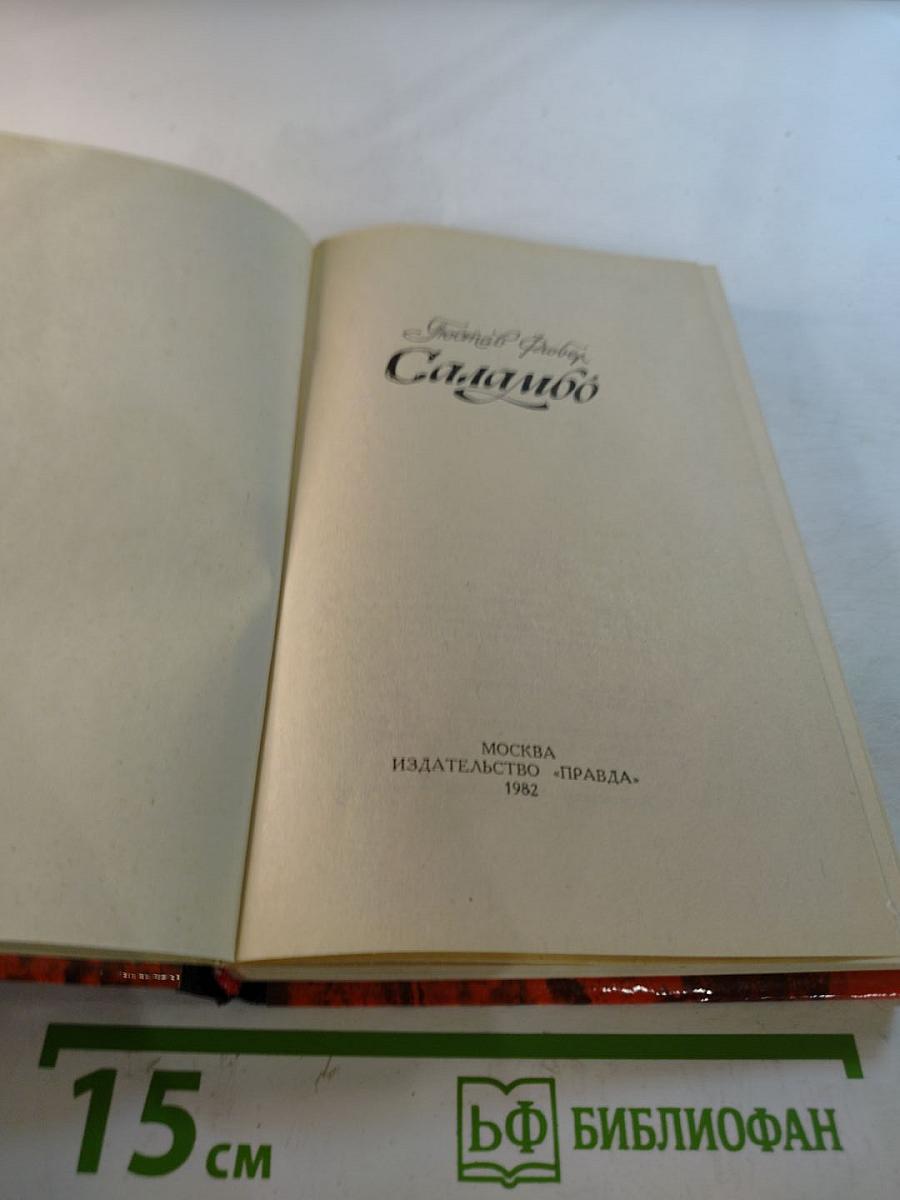 Гюстав Флобер
Саламбо́
МОСКВА
ИЗДАТЕЛЬСТВО «ПРАВДА»
1982
15 см
ЬФ БИБЛИОФАН